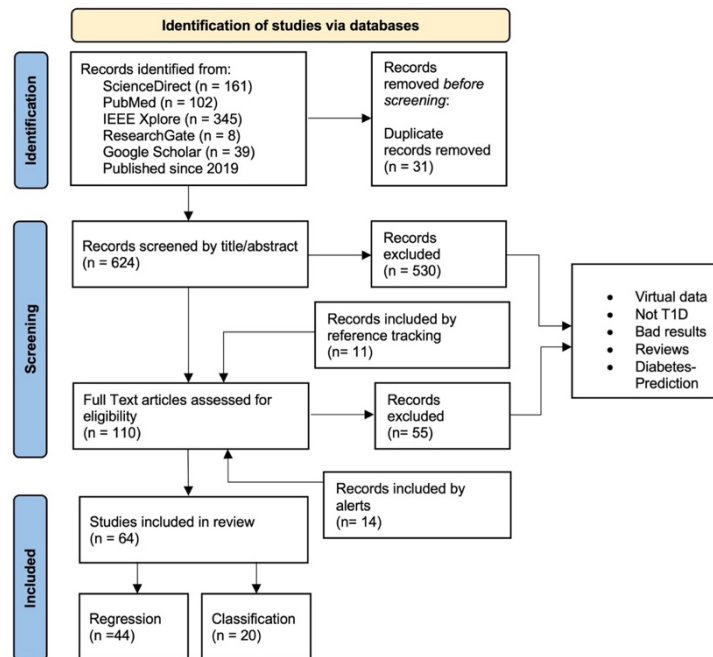 Identification of studies via databases
Identification
Records identified from:
ScienceDirect (n = 161)
PubMed (n = 102)
IEEE Xplore (n = 345)
ResearchGate (n = 8)
Google Scholar (n = 39)
Published since 2019
Records
removed before
screening:
Duplicate
records removed
(n = 31)
Screening
Records screened by title/abstract
(n = 624)
Records
excluded
(n = 530)
• Virtual data
• Not T1D
• Bad results
• Reviews
• Diabetes-
Prediction
Records included by
reference tracking
(n= 11)
Full Text articles assessed for
eligibility
(n = 110)
Records
excluded
(n= 55)
Records included by
alerts
(n= 14)
Included
Studies included in review
(n = 64)
Regression
(n =44)
Classification
(n = 20)